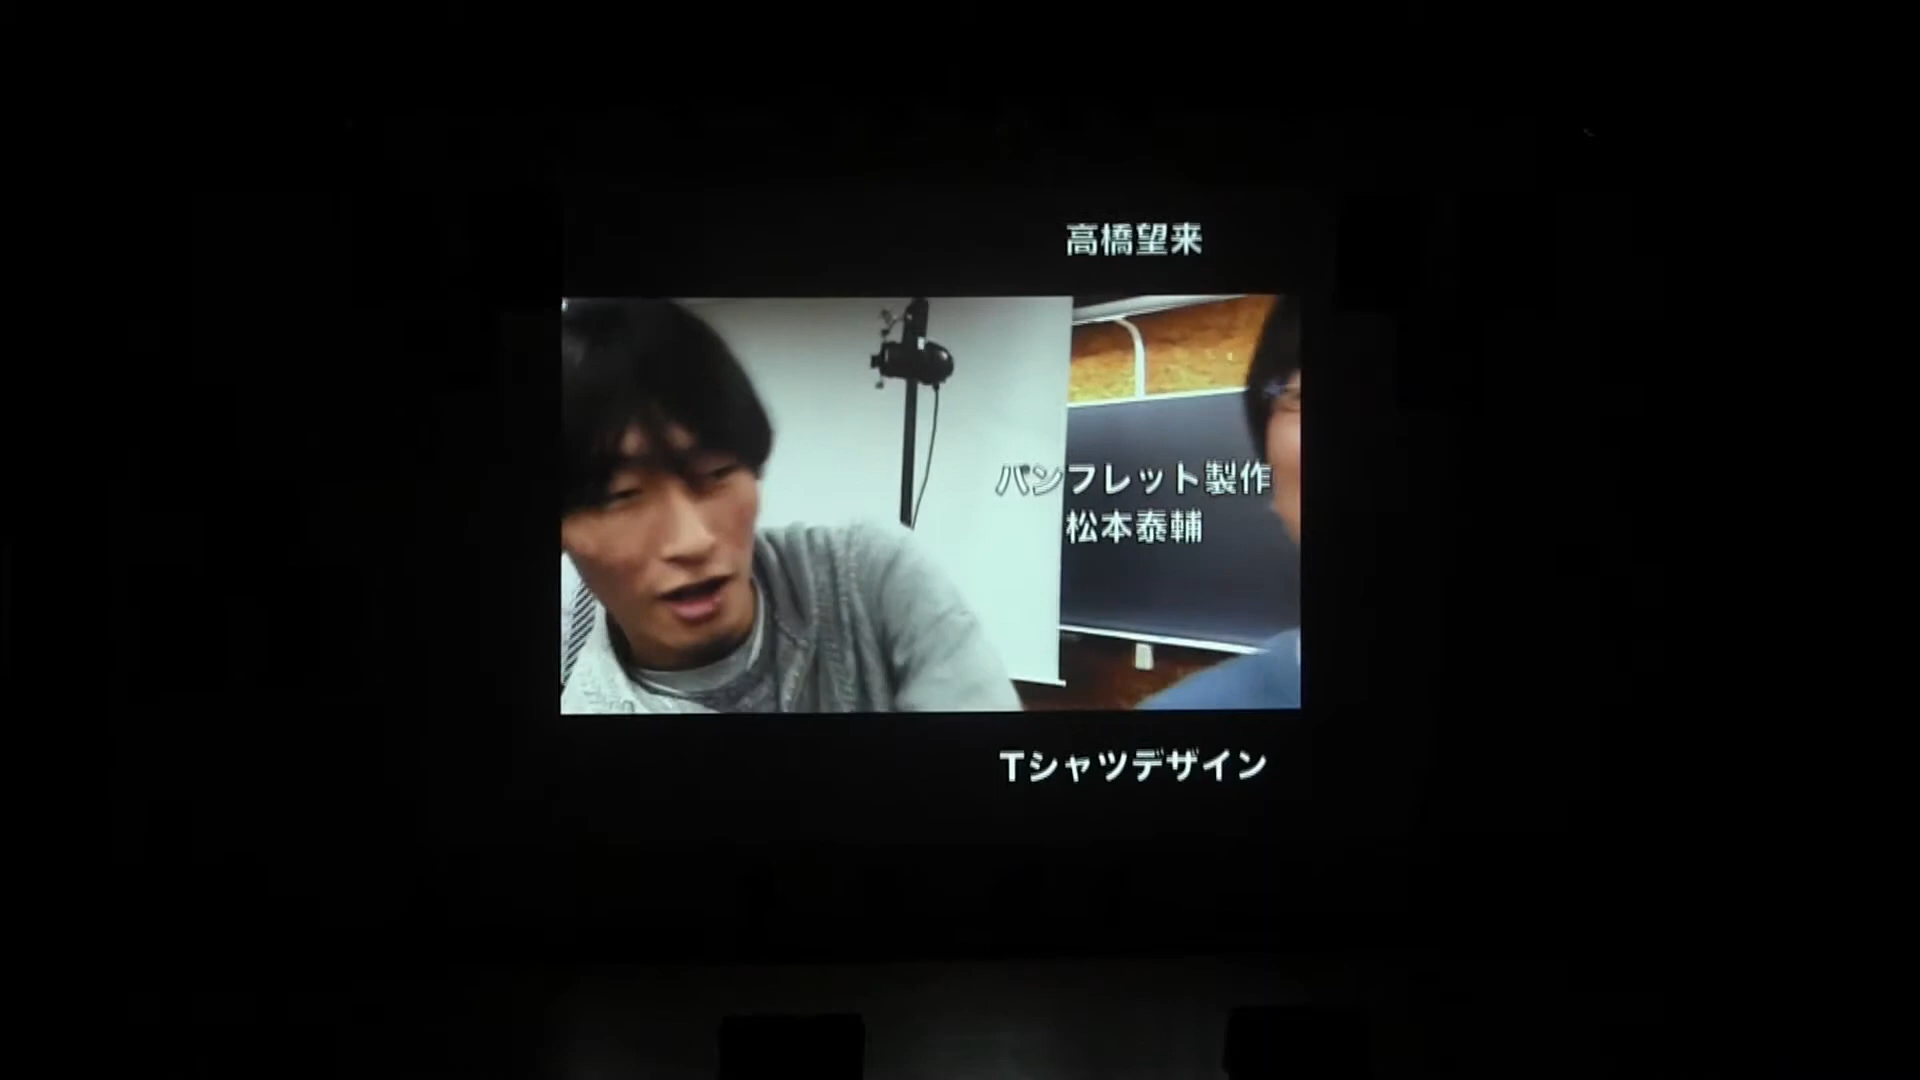 高橋望来
パンフレット製作
松本泰輔
Tシャツデザイン